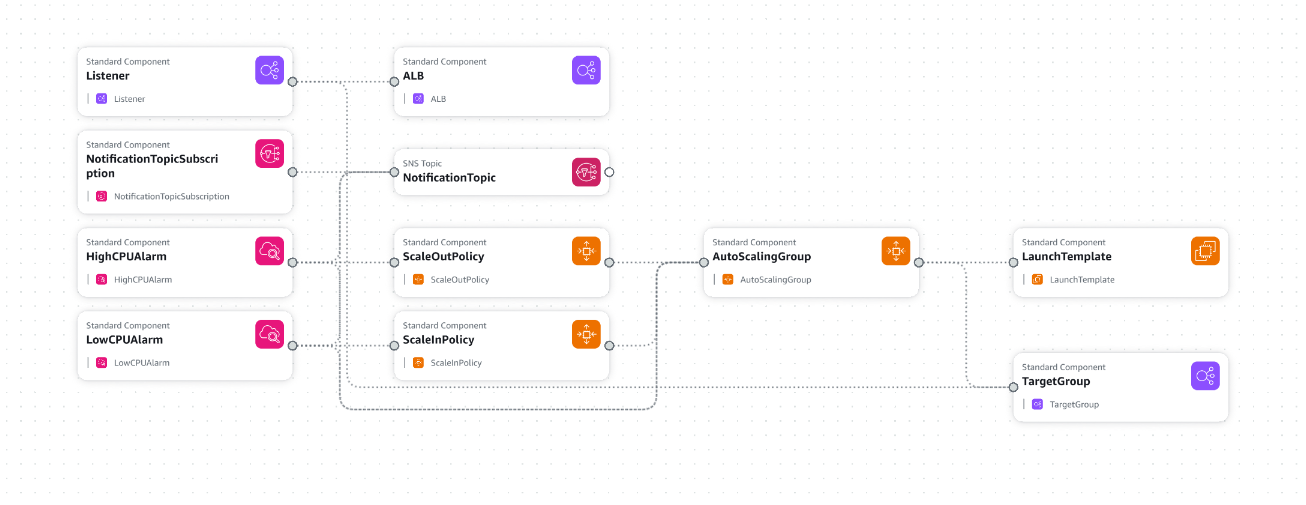 Standard Component
Listener
Listener
Standard Component
ALB
ALB
Standard Component
NotificationTopicSubscri
ption
NotificationTopicSubscription
SNS Topic
NotificationTopic
Standard Component
HighCPUAlarm
HighCPUAlarm
Standard Component
ScaleOutPolicy
ScaleOutPolicy
Standard Component
AutoScalingGroup
AutoScalingGroup
Standard Component
LaunchTemplate
LaunchTemplate
Standard Component
LowCPUAlarm
LowCPUAlarm
Standard Component
ScaleInPolicy
ScaleInPolicy
Standard Component
TargetGroup
TargetGroup